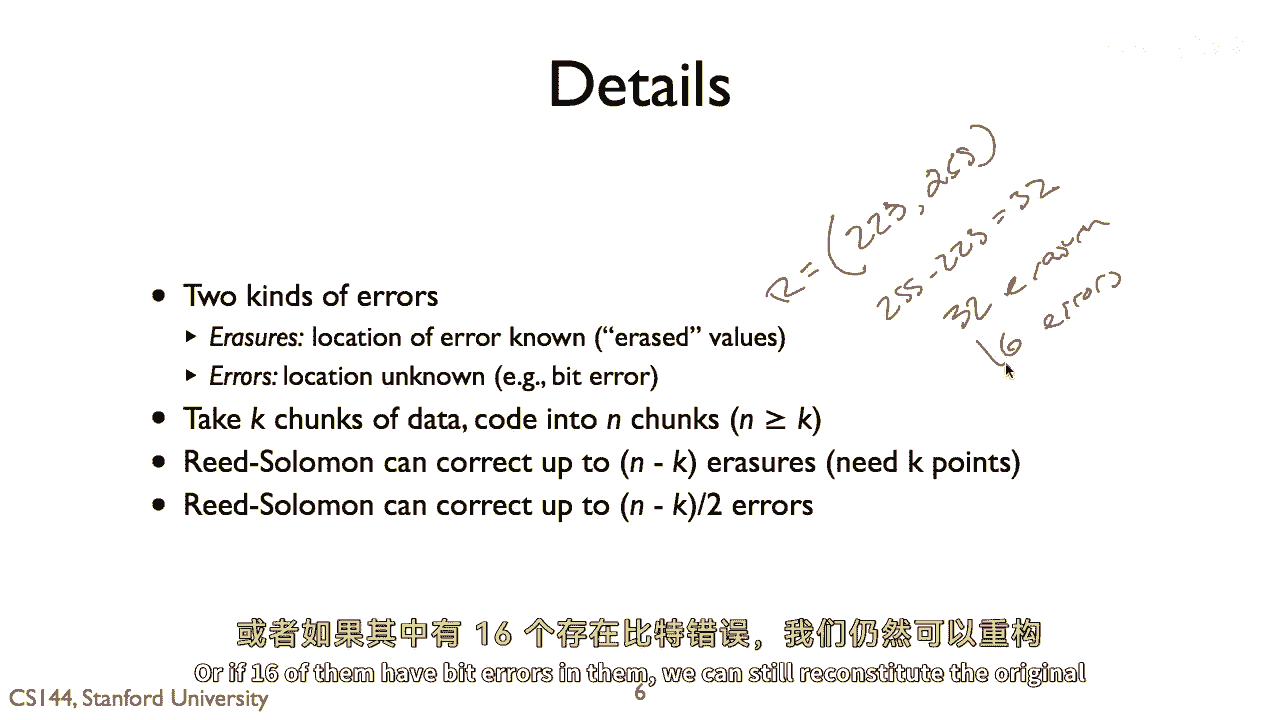 Details
R = (223, 255)
255 - 223 = 32
32 erasure
16 errors
• Two kinds of errors
‣ Erasures: location of error known (“erased” values)
‣ Errors: location unknown (e.g., bit error)
• Take k chunks of data, code into n chunks (n ≥ k)
• Reed-Solomon can correct up to (n - k) erasures (need k points)
• Reed-Solomon can correct up to (n - k)/2 errors
或者如果其中有 16 个存在比特错误，我们仍然可以重构
Or if 16 of them have bit errors in them, we can still reconstitute the original
CS144, Stanford University
6